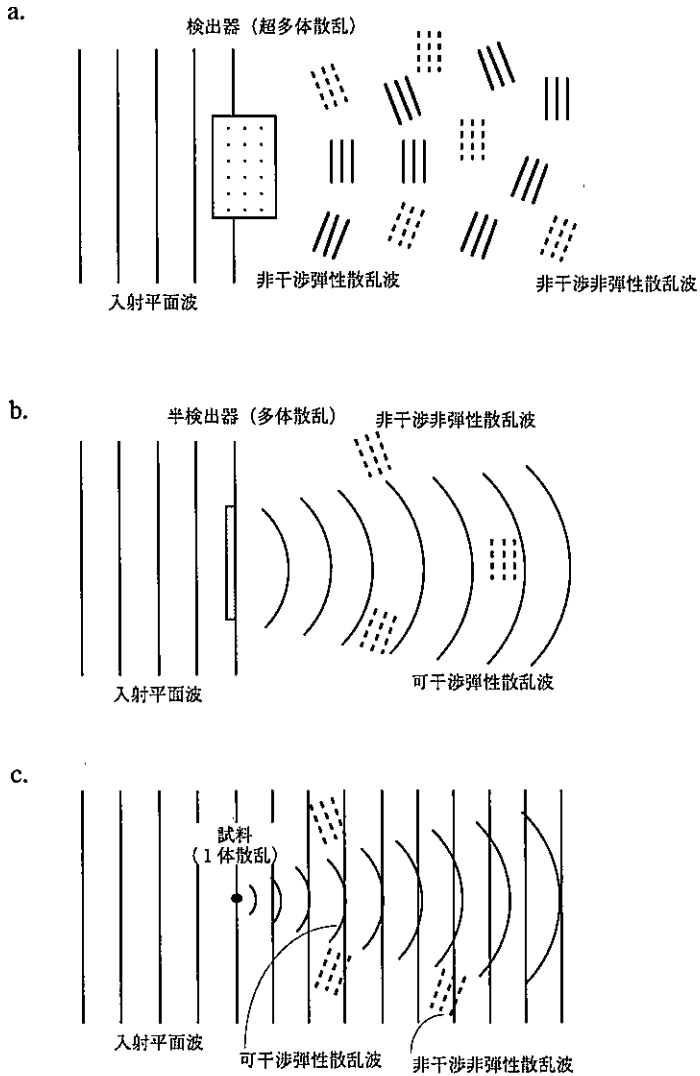 a.
検出器（超多体散乱）
非干渉弾性散乱波
非干渉非弾性散乱波
入射平面波
b.
半検出器（多体散乱）
非干渉非弾性散乱波
可干渉弾性散乱波
入射平面波
c.
試料
（1体散乱）
入射平面波
可干渉弾性散乱波
非干渉非弾性散乱波